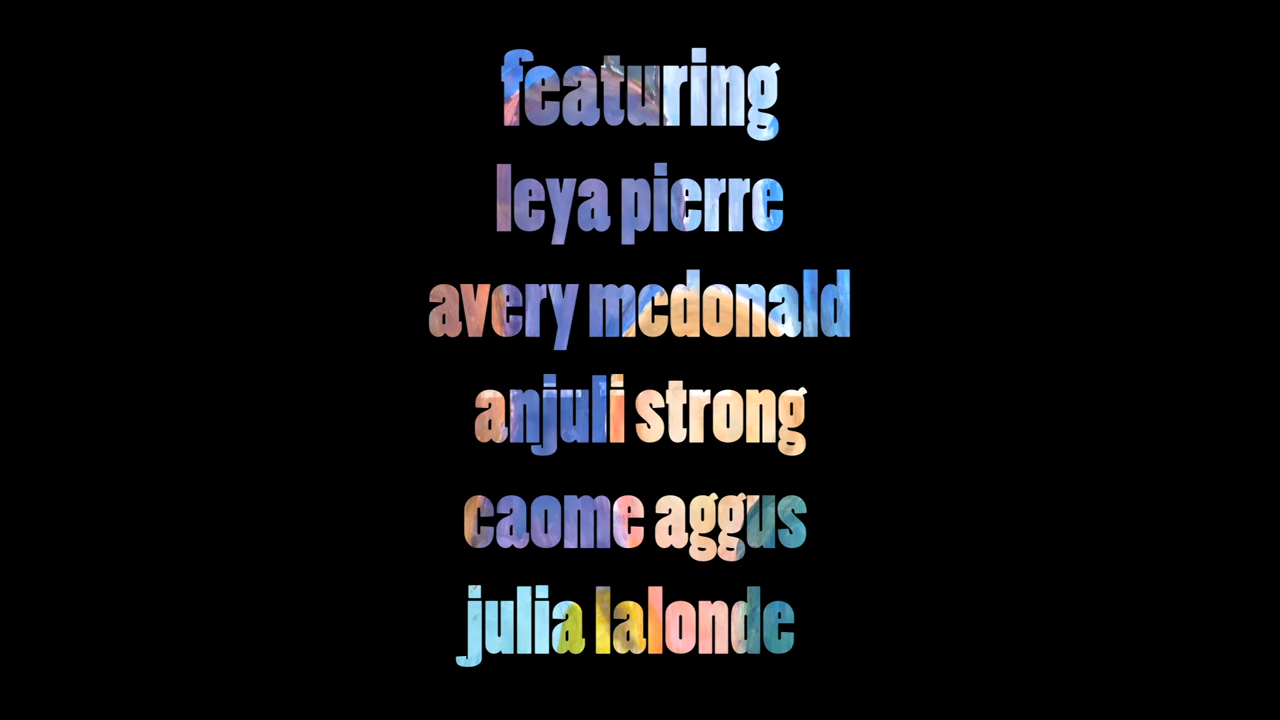 featuring
leya pierre
avery mcdonald
anjuli strong
caome aggus
julia lalonde